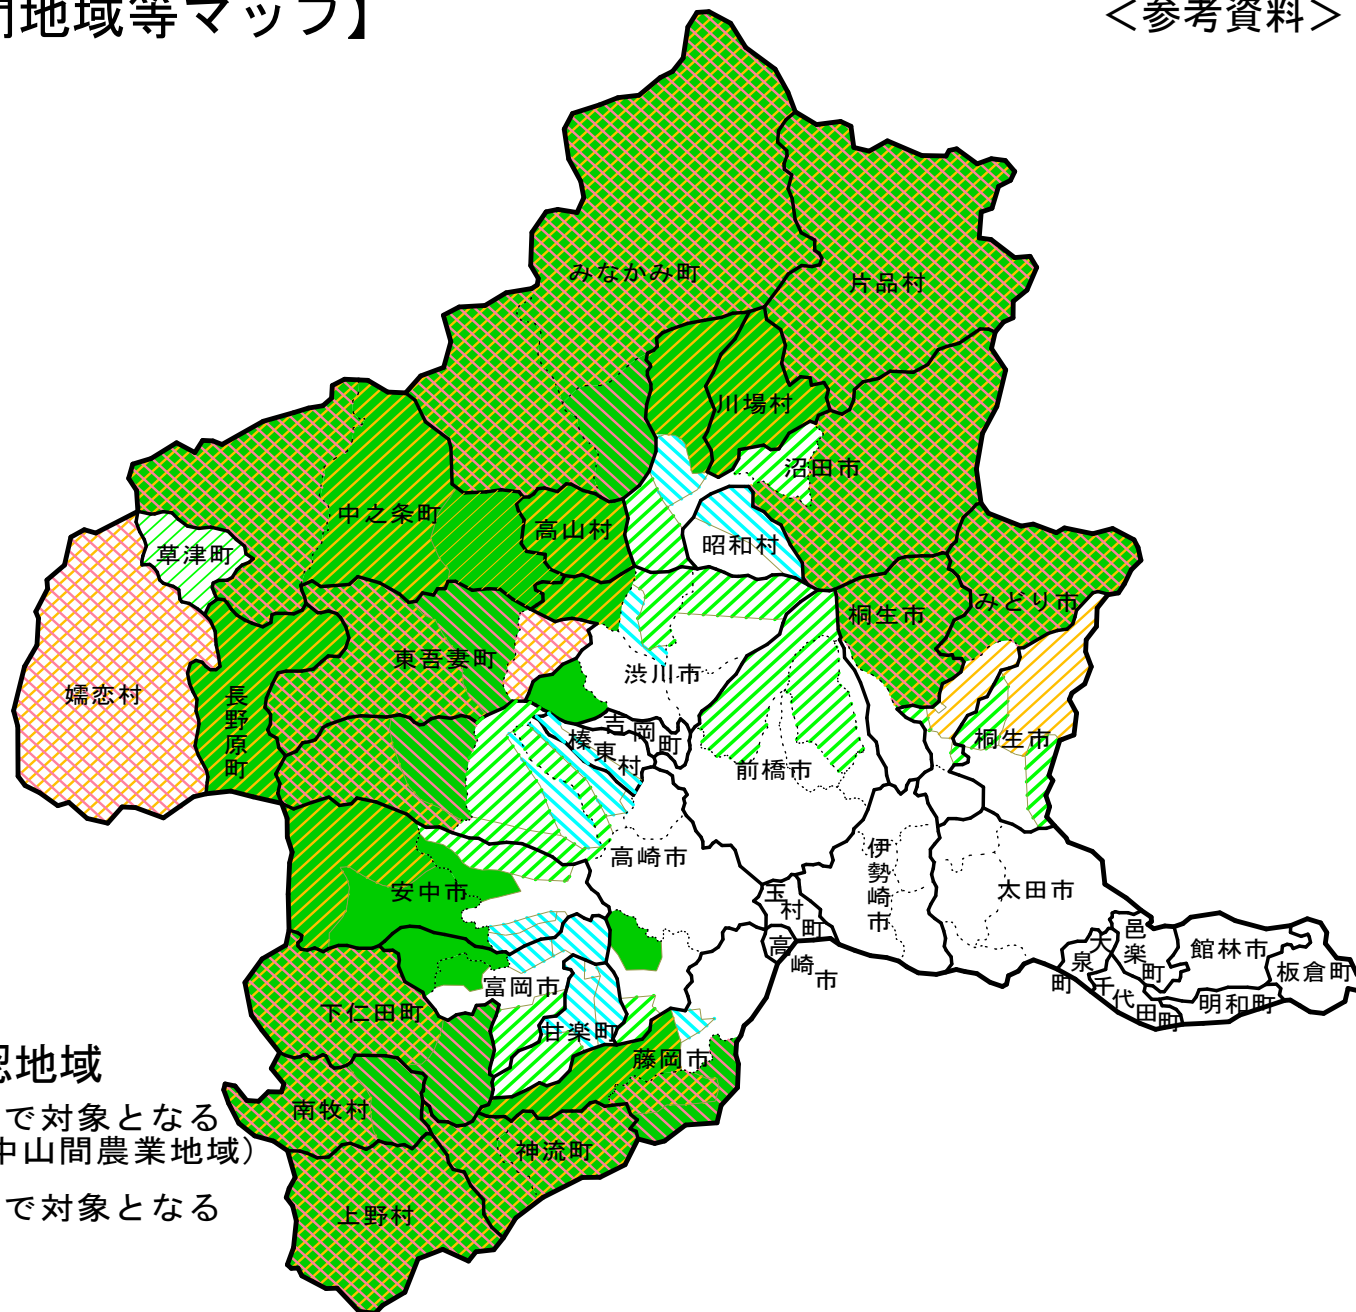 間地域等マップ】
＜参考資料＞
みなかみ町
片品村
川場村
沼田市
中之条町
高山村
昭和村
草津町
桐生市
みどり市
東吾妻町
渋川市
嬬恋村
長野原町
吉岡町
榛東村
前橋市
桐生市
高崎市
伊勢崎市
安中市
太田市
玉村町
高崎市
大泉町
邑楽町
館林市
板倉町
千代田町
明和町
富岡市
下仁田町
甘楽町
藤岡市
認地域
で対象となる
中山間農業地域）
で対象となる
南牧村
神流町
上野村